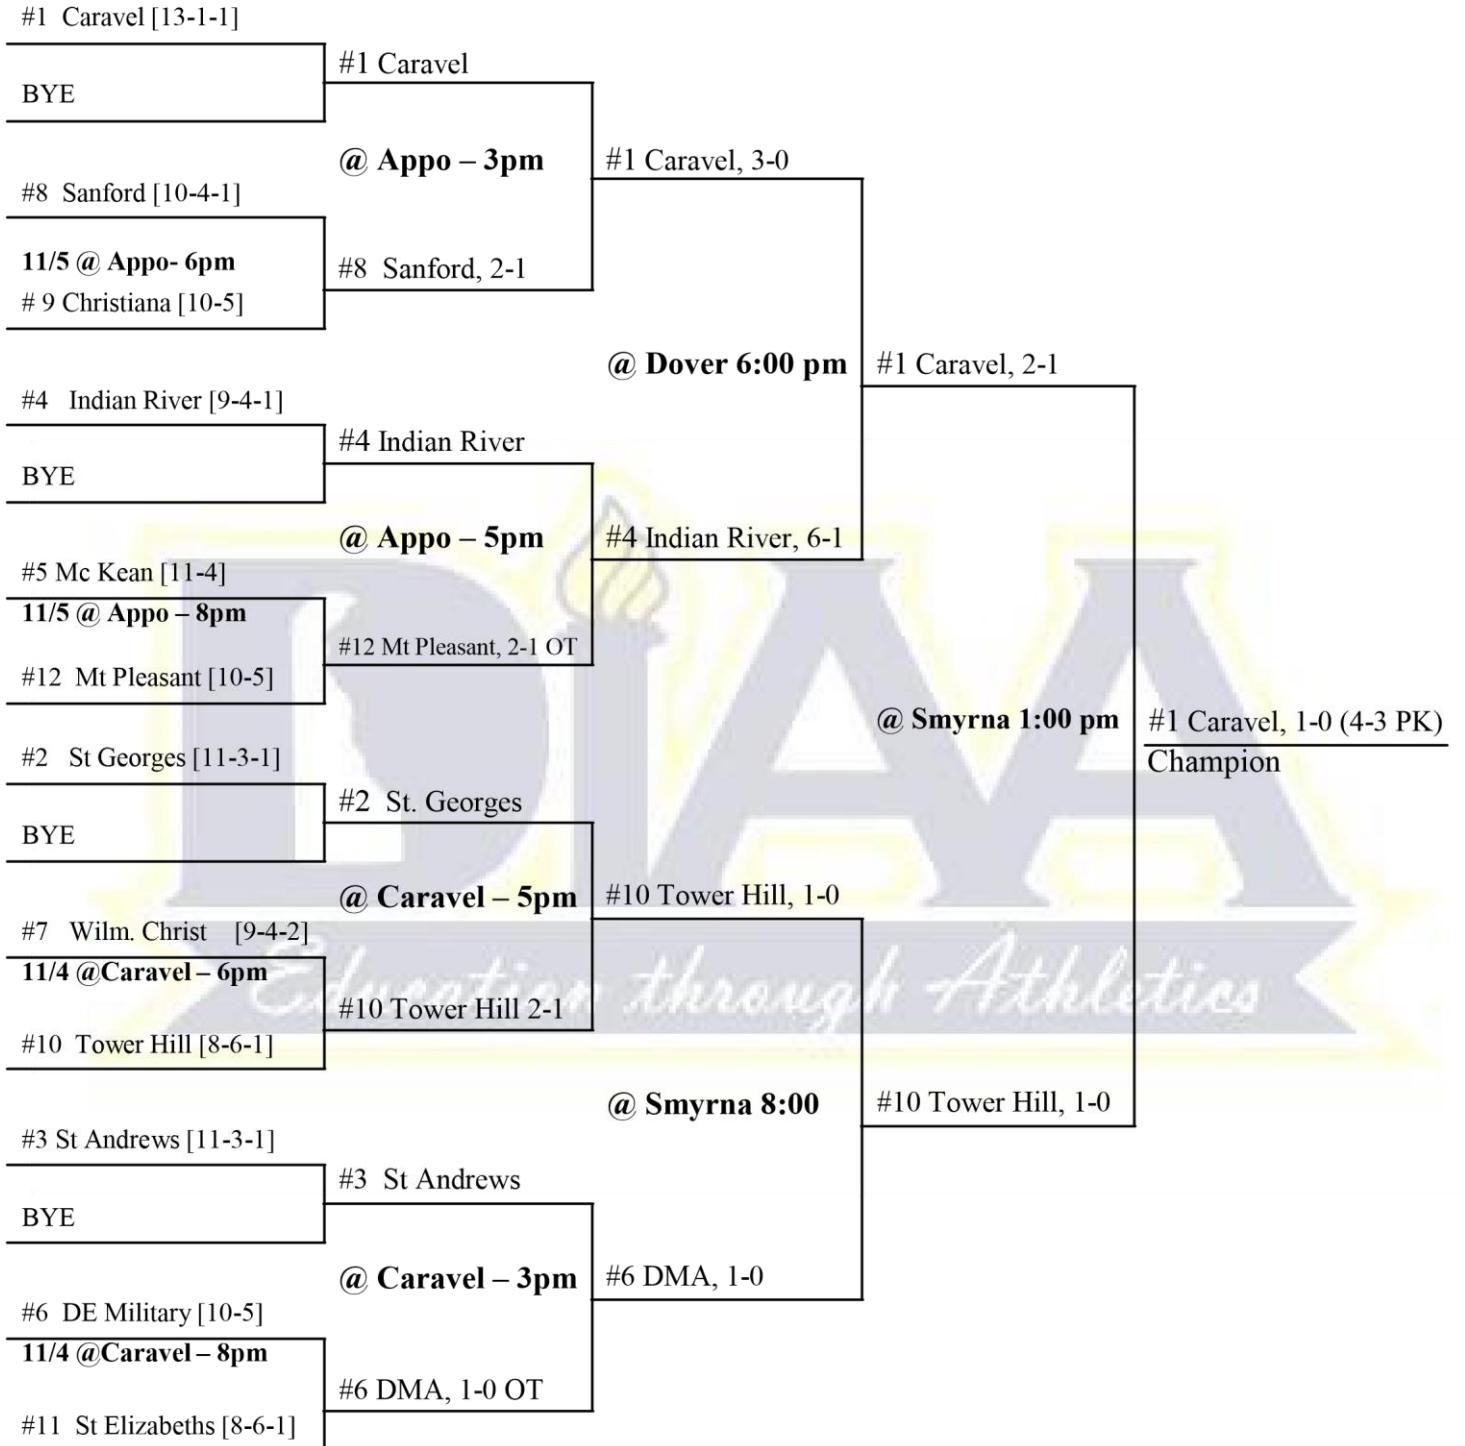 #1 Caravel [13-1-1]
BYE
#8 Sanford [10-4-1]
11/5 @ Appo- 6pm
# 9 Christiana [10-5]
#4 Indian River [9-4-1]
BYE
#5 Mc Kean [11-4]
11/5 @ Appo – 8pm
#12 Mt Pleasant [10-5]
#2 St Georges [11-3-1]
BYE
#7 Wilm. Christ [9-4-2]
11/4 @Caravel – 6pm
#10 Tower Hill [8-6-1]
#3 St Andrews [11-3-1]
BYE
#6 DE Military [10-5]
11/4 @Caravel – 8pm
#11 St Elizabeths [8-6-1]
#1 Caravel
@ Appo – 3pm
#8 Sanford, 2-1
#4 Indian River
@ Appo – 5pm
#12 Mt Pleasant, 2-1 OT
#2 St. Georges
@ Caravel – 5pm
#10 Tower Hill 2-1
#3 St Andrews
@ Caravel – 3pm
#6 DMA, 1-0 OT
#1 Caravel, 3-0
@ Dover 6:00 pm
#4 Indian River, 6-1
#10 Tower Hill, 1-0
@ Smyrna 8:00
#6 DMA, 1-0
#1 Caravel, 2-1
@ Smyrna 1:00 pm
#10 Tower Hill, 1-0
#1 Caravel, 1-0 (4-3 PK)
Champion
DIAA
Education through Athletics